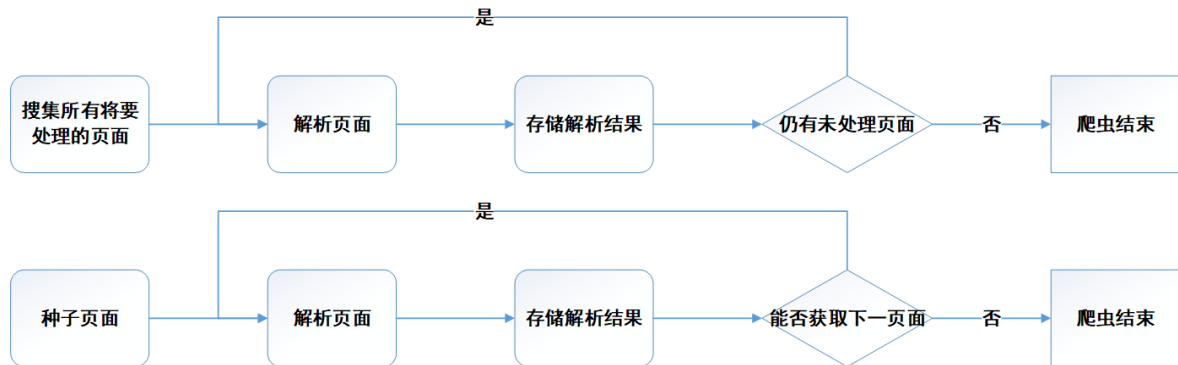 是
搜集所有将要
处理的页面
解析页面
存储解析结果
仍有未处理页面
否
爬虫结束
是
种子页面
解析页面
存储解析结果
能否获取下一页面
否
爬虫结束